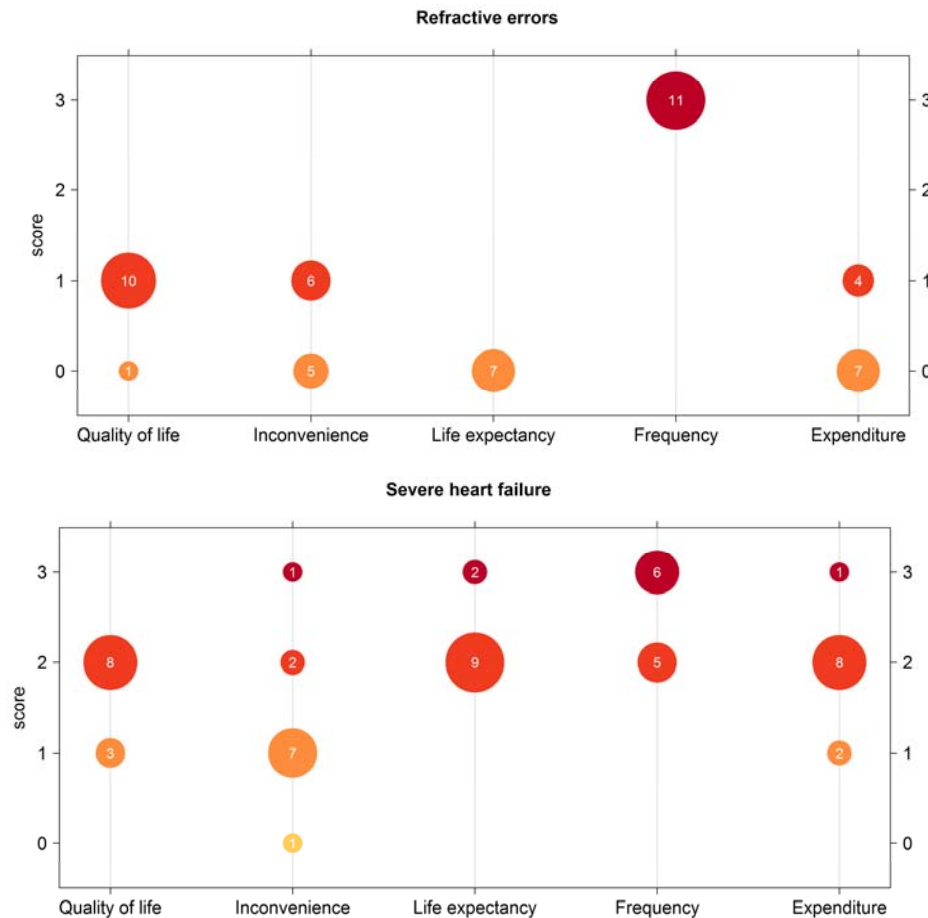 Refractive errors
3 11 3
2 2
score
1 10 6 4 1
0 1 5 7 7 0
Quality of life Inconvenience Life expectancy Frequency Expenditure
Severe heart failure
3 1 2 6 1 3
2 8 2 9 5 8 2
score
1 3 7 2 1
0 1 0
Quality of life Inconvenience Life expectancy Frequency Expenditure